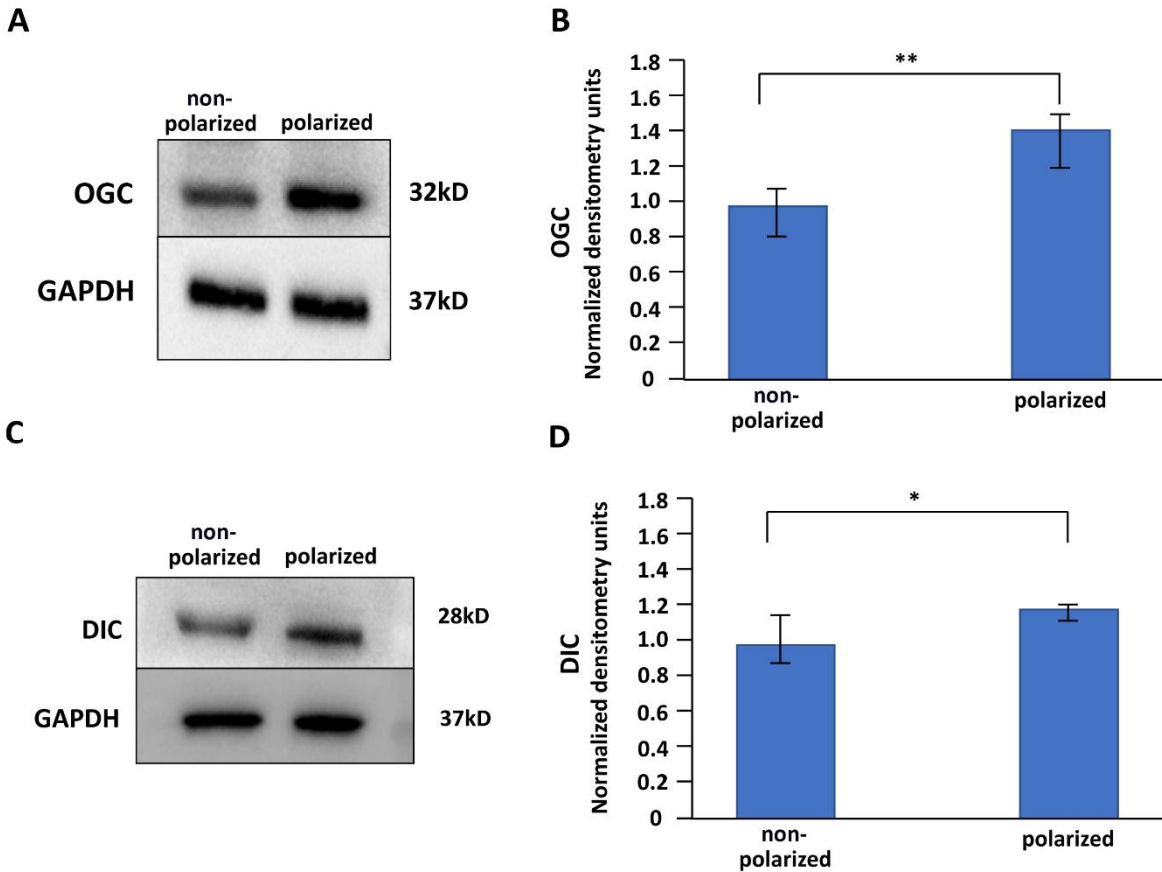 A
non-
polarized
polarized
OGC
32kD
GAPDH
37kD
B
OGC
Normalized densitometry units
1.8
1.6
1.4
1.2
1.0
0.8
0.6
0.4
0.2
0
**
non-
polarized
polarized
C
non-
polarized
polarized
DIC
28kD
GAPDH
37kD
D
DIC
Normalized densitometry units
1.8
1.6
1.4
1.2
1.0
0.8
0.6
0.4
0.2
0
*
non-
polarized
polarized